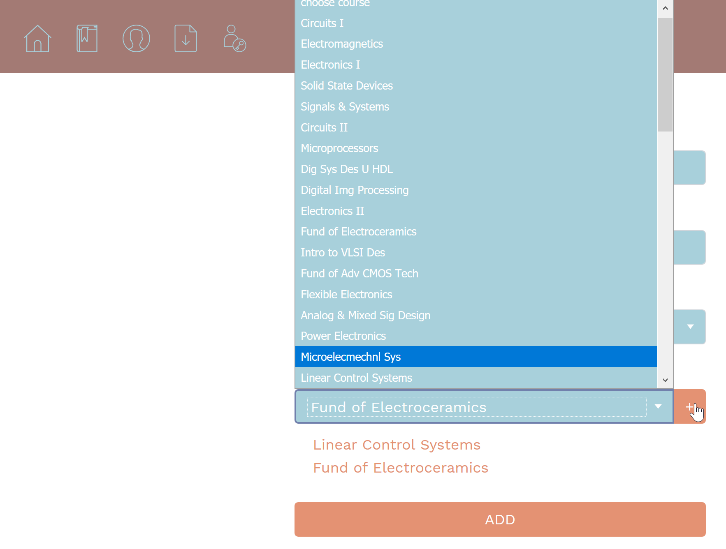 choose course
Circuits I
Electromagnetics
Electronics I
Solid State Devices
Signals & Systems
Circuits II
Microprocessors
Dig Sys Des U HDL
Digital Img Processing
Electronics II
Fund of Electroceramics
Intro to VLSI Des
Fund of Adv CMOS Tech
Flexible Electronics
Analog & Mixed Sig Design
Power Electronics
Microelecmechnl Sys
Linear Control Systems
Fund of Electroceramics
Linear Control Systems
Fund of Electroceramics
ADD